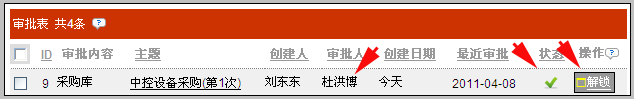 审批表 共4条
ID 审批内容 主题 创建人 审批人 创建日期 最近审批 状态 操作
9 采购库 中控设备采购(第1次) 刘东东 杜洪博 今天 2011-04-08 解锁